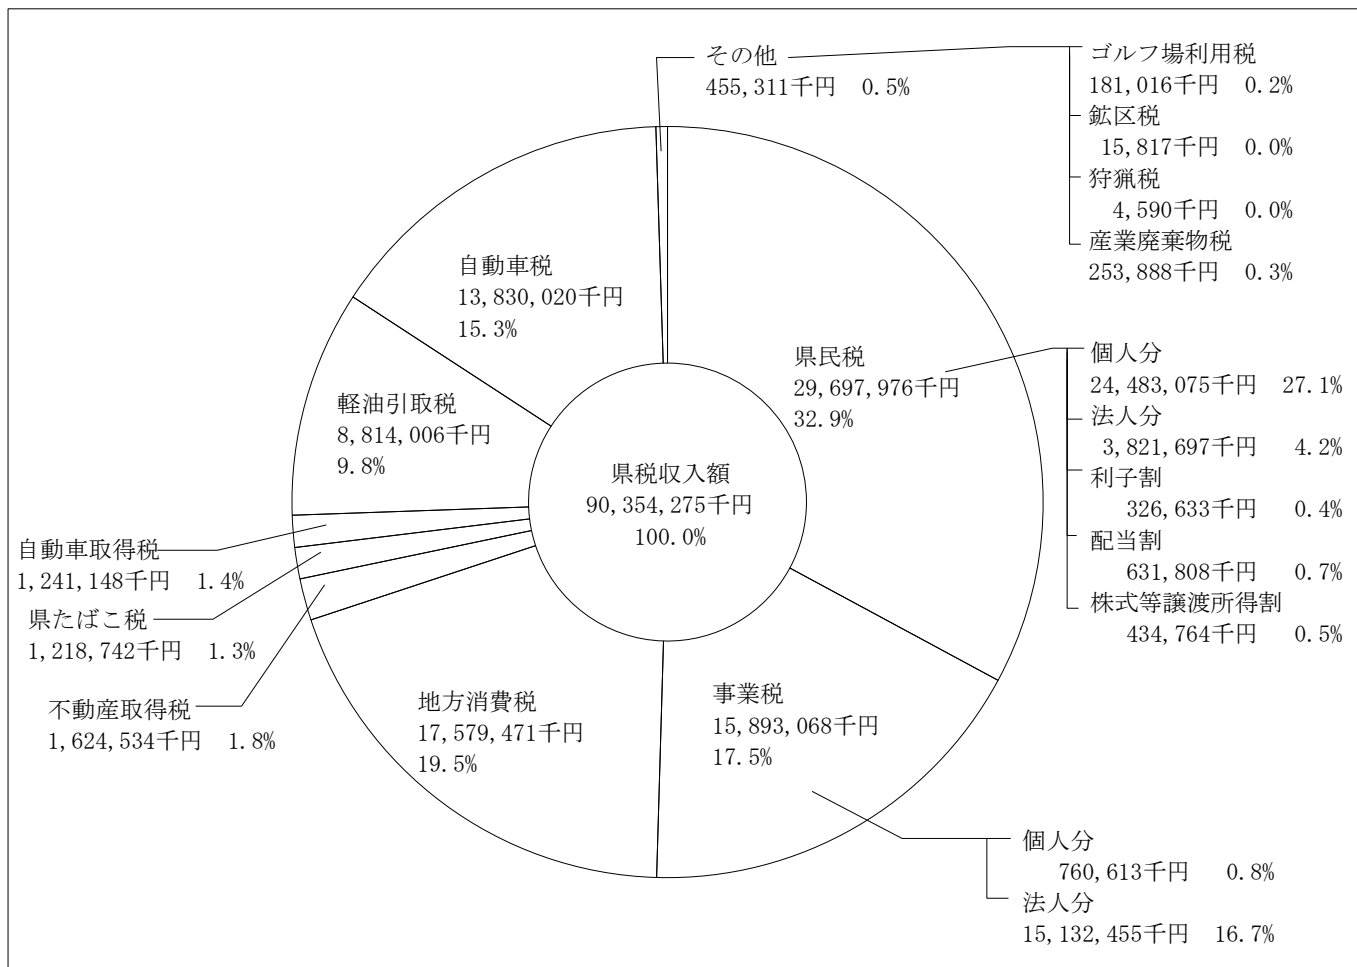 その他
455,311千円 0.5%
ゴルフ場利用税
181,016千円 0.2%
鉱区税
15,817千円 0.0%
狩猟税
4,590千円 0.0%
産業廃棄物税
253,888千円 0.3%
自動車税
13,830,020千円
15.3%
県民税
29,697,976千円
32.9%
個人分
24,483,075千円 27.1%
法人分
3,821,697千円 4.2%
利子割
326,633千円 0.4%
配当割
631,808千円 0.7%
株式等譲渡所得割
434,764千円 0.5%
軽油引取税
8,814,006千円
9.8%
県税収入額
90,354,275千円
100.0%
自動車取得税
1,241,148千円 1.4%
県たばこ税
1,218,742千円 1.3%
不動産取得税
1,624,534千円 1.8%
地方消費税
17,579,471千円
19.5%
事業税
15,893,068千円
17.5%
個人分
760,613千円 0.8%
法人分
15,132,455千円 16.7%